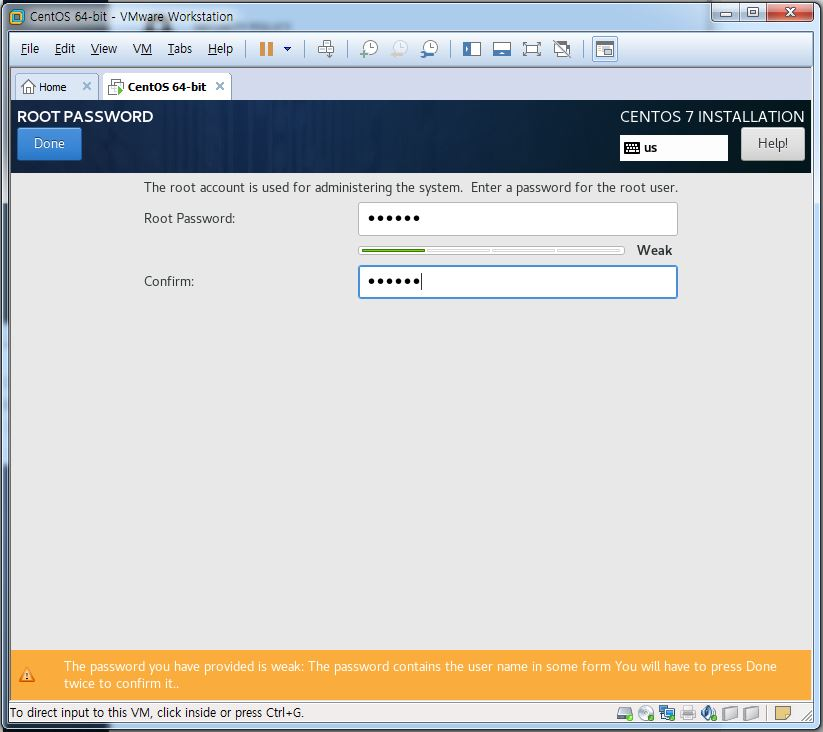 CentOS 64-bit - VMware Workstation
File Edit View VM Tabs Help
Home CentOS 64-bit
ROOT PASSWORD
CENTOS 7 INSTALLATION
Done
us
Help!
The root account is used for administering the system. Enter a password for the root user.
Root Password:
●●●●●●
Weak
Confirm:
●●●●●●
The password you have provided is weak: The password contains the user name in some form You will have to press Done
twice to confirm it..
To direct input to this VM, click inside or press Ctrl+G.